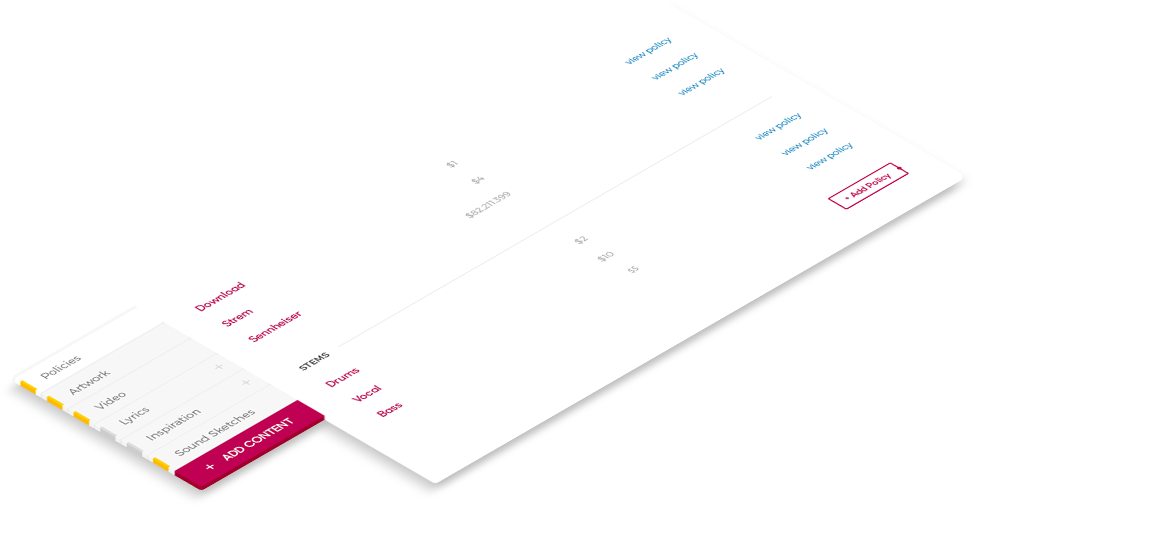 Download $1 view policy
Strem $4 view policy
Sennheiser $82,211,599 view policy
STEMS
Drums $2 view policy
Vocal $10 view policy
Bass $5 view policy
+ Add Policy
Policies
Artwork
Video
Lyrics +
Inspiration +
Sound Sketches
+ ADD CONTENT